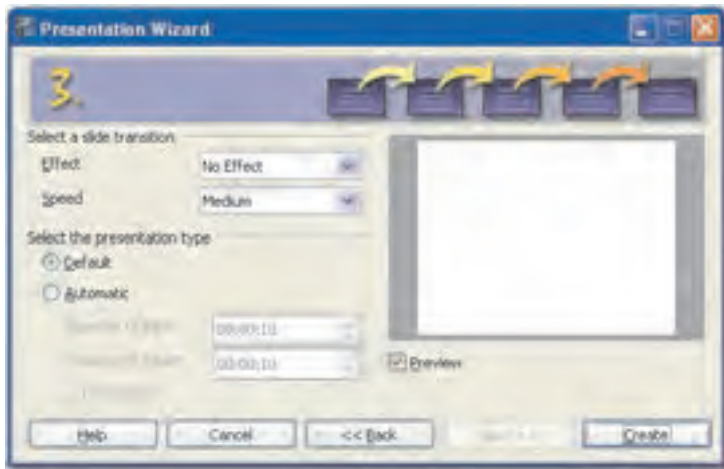 Presentation Wizard
3.
Select a slide transition
Effect No Effect
Speed Medium
Select the presentation type
Default
Automatic
00:00:10
00:00:10
Preview
Help Cancel << Back Create